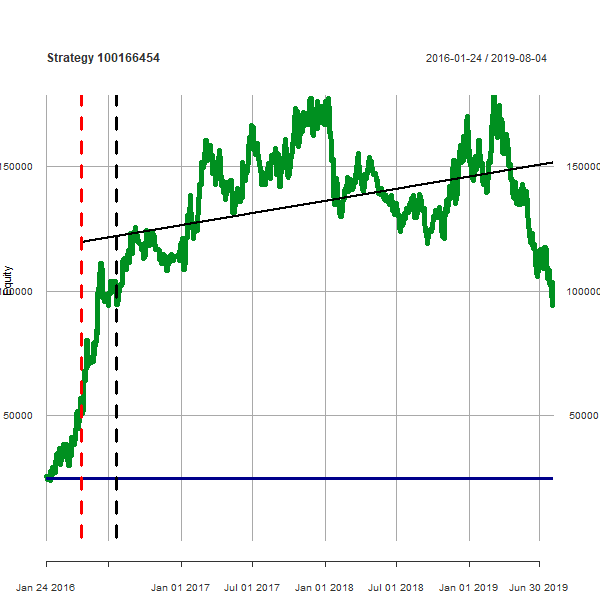 Strategy 100166454
2016-01-24 / 2019-08-04
150000
150000
Equity
100000
100000
50000
50000
Jan 24 2016
Jan 01 2017
Jul 01 2017
Jan 01 2018
Jul 01 2018
Jan 01 2019
Jun 30 2019